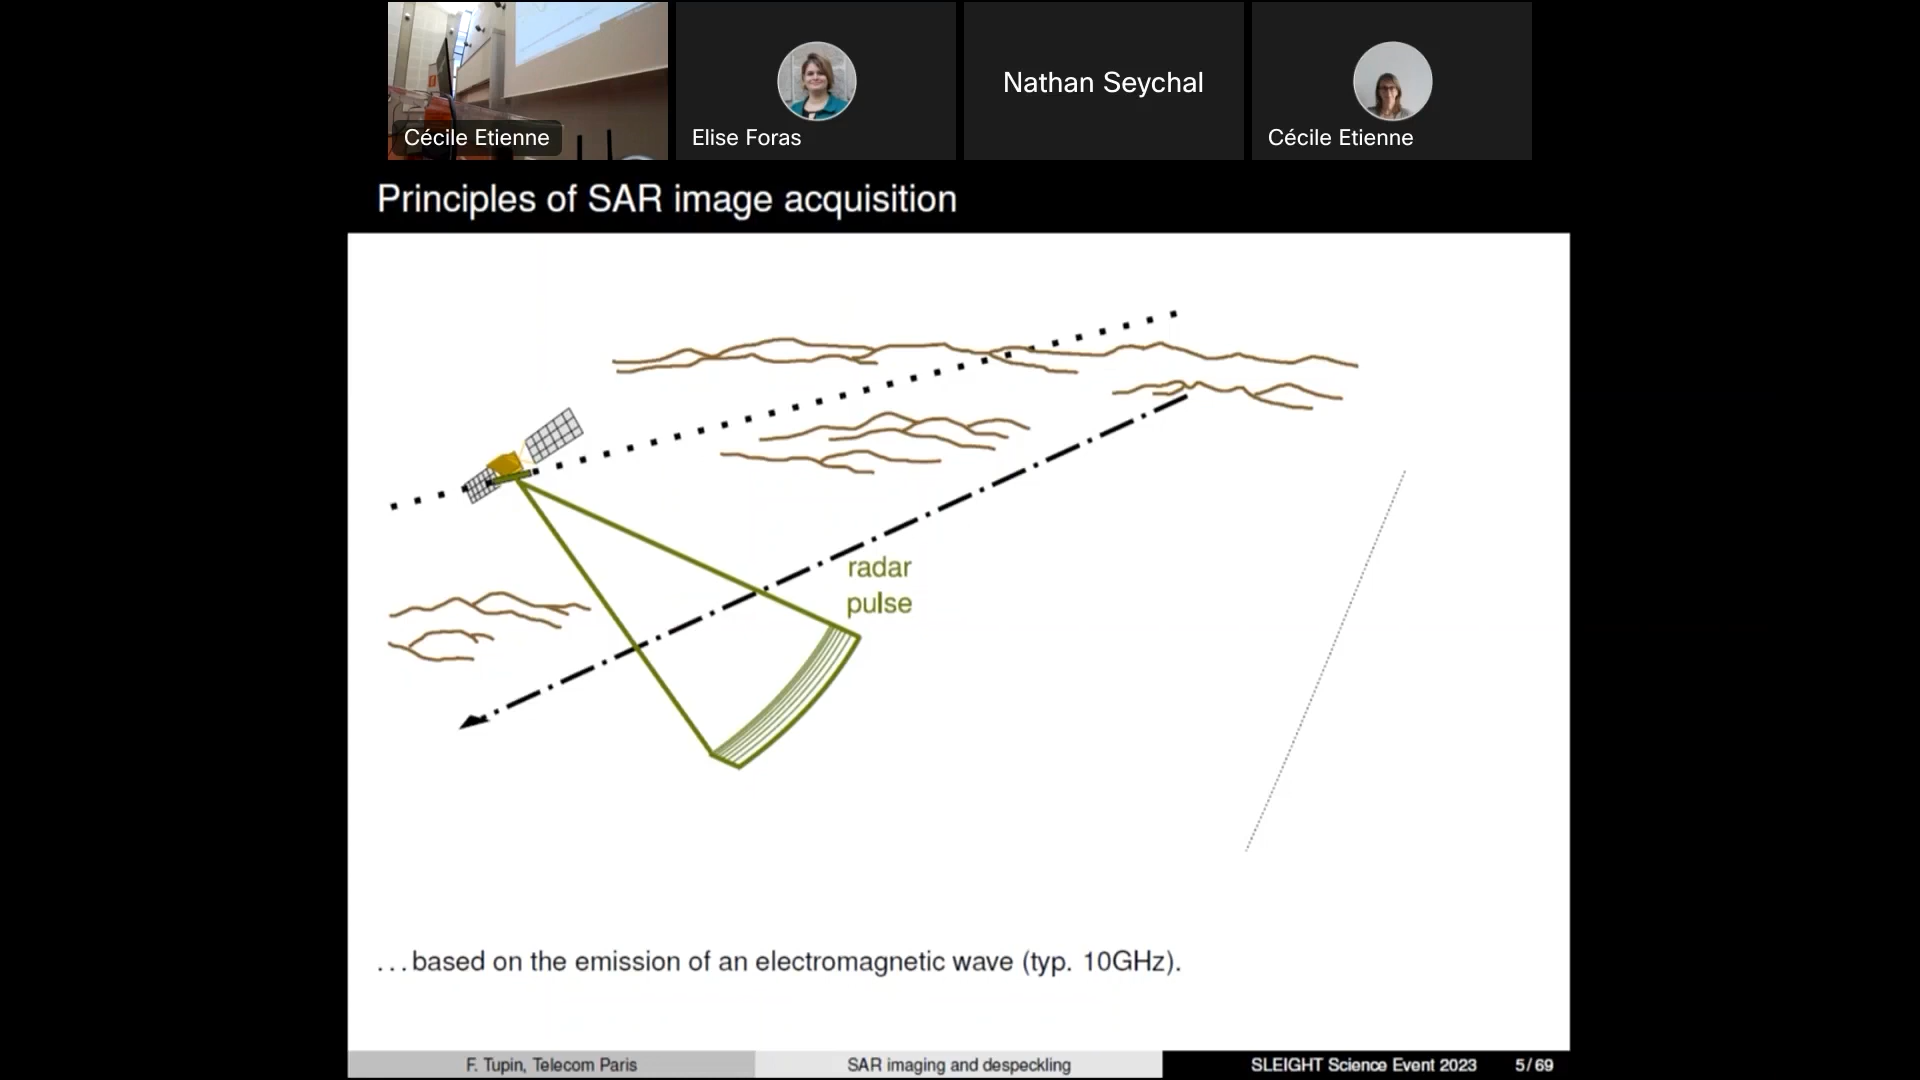 Cécile Etienne
Elise Foras
Nathan Seychal
Cécile Etienne
Principles of SAR image acquisition
radar
pulse
...based on the emission of an electromagnetic wave (typ. 10GHz).
F. Tupin, Telecom Paris
SAR imaging and despeckling
SLEIGHT Science Event 2023
5/69